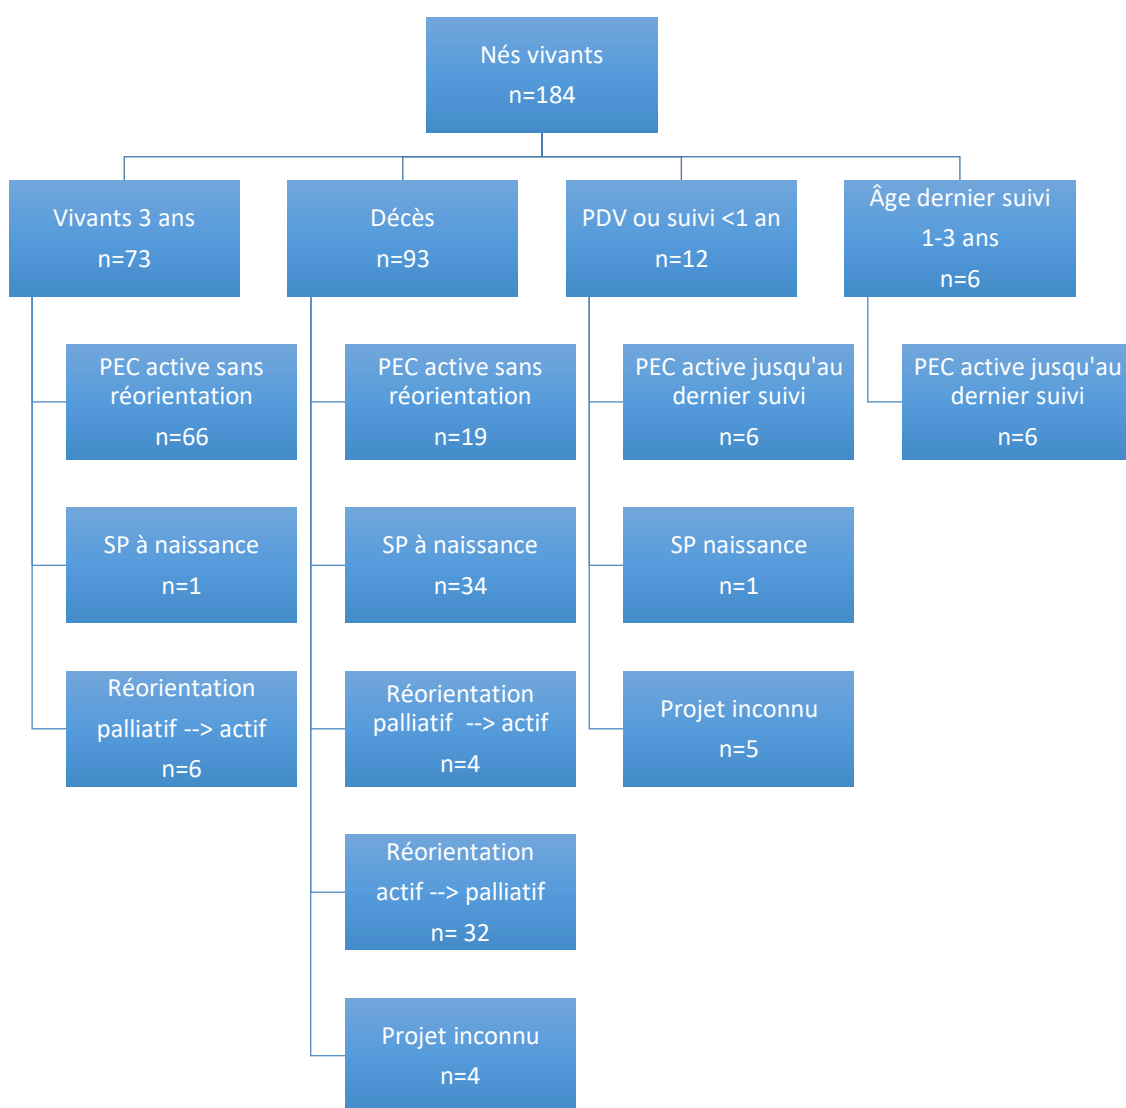 Nés vivants
n=184
Vivants 3 ans
n=73
Décès
n=93
PDV ou suivi <1 an
n=12
Âge dernier suivi
1-3 ans
n=6
PEC active sans
réorientation
n=66
PEC active sans
réorientation
n=19
PEC active jusqu'au
dernier suivi
n=6
PEC active jusqu'au
dernier suivi
n=6
SP à naissance
n=1
SP à naissance
n=34
SP naissance
n=1
Réorientation
palliatif --> actif
n=6
Réorientation
palliatif --> actif
n=4
Projet inconnu
n=5
Réorientation
actif --> palliatif
n= 32
Projet inconnu
n=4